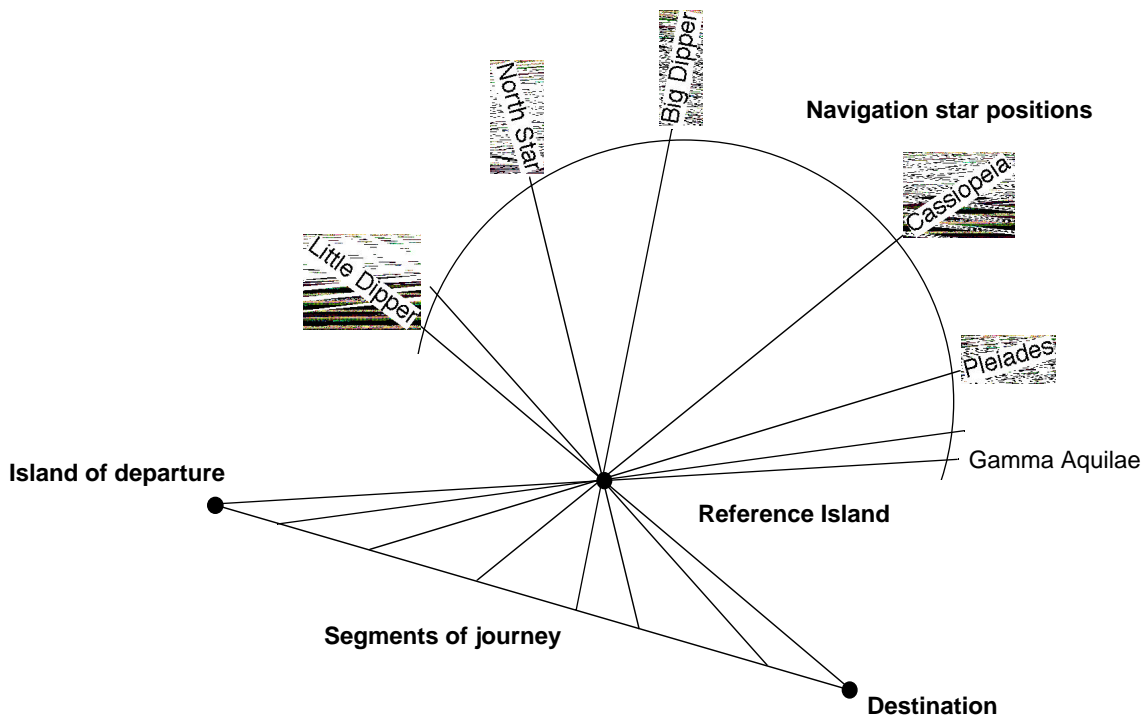 Big Dipper
North Star
Navigation star positions
Cassiopeia
Little Dipper
Pleiades
Gamma Aquilae
Island of departure
Reference Island
Segments of journey
Destination